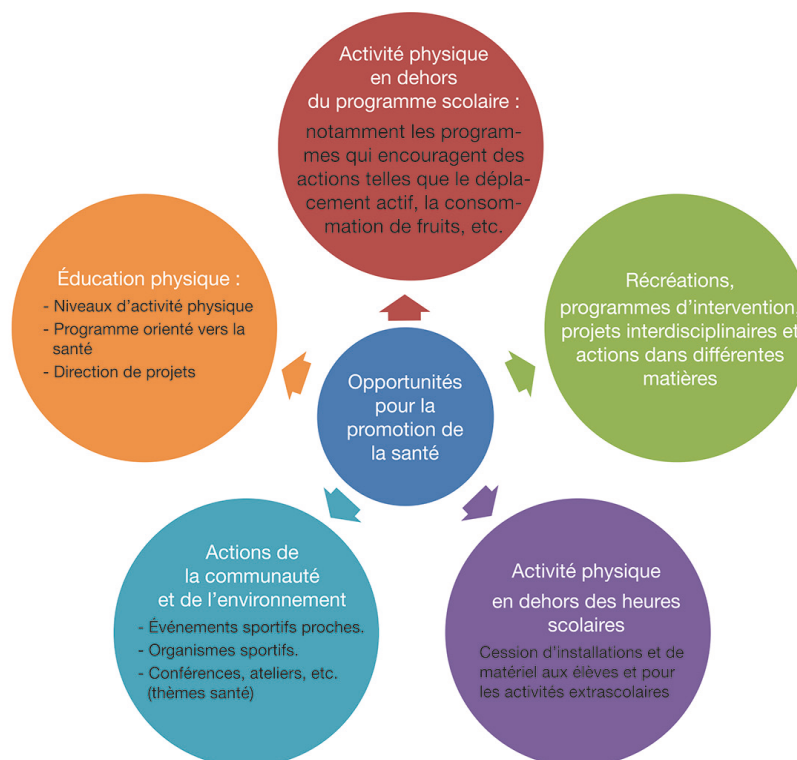 Activité physique
en dehors
du programme scolaire :
notamment les program-
mes qui encouragent des
actions telles que le dépla-
cement actif, la consom-
mation de fruits, etc.
Éducation physique :
- Niveaux d'activité physique
- Programme orienté vers la
santé
- Direction de projets
Récréations,
programmes d'intervention,
projets interdisciplinaires et
actions dans différentes
matières
Opportunités
pour la
promotion de
la santé
Actions de
la communauté
et de l'environnement
- Événements sportifs proches.
- Organismes sportifs.
- Conférences, ateliers, etc.
(thèmes santé)
Activité physique
en dehors des heures
scolaires
Cession d'installations et de
matériel aux élèves et pour
les activités extrascolaires